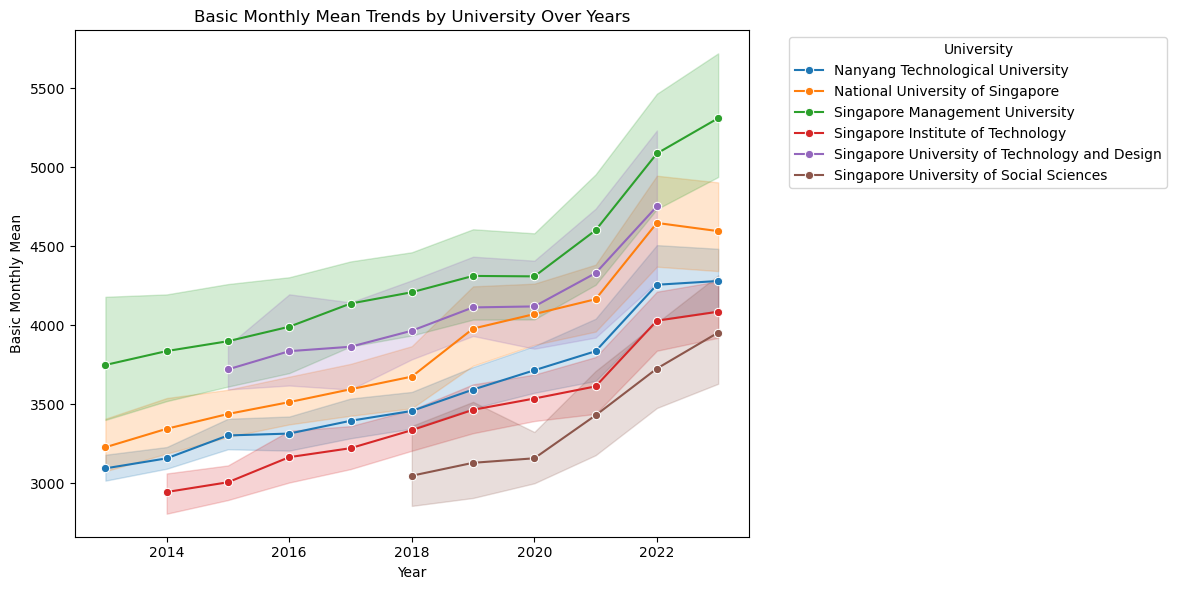 Basic Monthly Mean Trends by University Over Years
Basic Monthly Mean
5500
5000
4500
4000
3500
3000
2014
2016
2018
2020
2022
Year
University
Nanyang Technological University
National University of Singapore
Singapore Management University
Singapore Institute of Technology
Singapore University of Technology and Design
Singapore University of Social Sciences